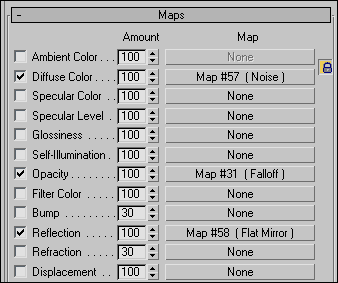 - Maps
Amount Map
Ambient Color . . . 100 None
Diffuse Color . . . . 100 Map #57 ( Noise )
Specular Color . . 100 None
Specular Level . . 100 None
Glossiness . . . . . 100 None
Self-Illumination . 100 None
Opacity . . . . . . . . 100 Map #31 ( Falloff )
Filter Color . . . . . 100 None
Bump . . . . . . . . . 30 None
Reflection . . . . . . 100 Map #58 ( Flat Mirror )
Refraction . . . . . 30 None
Displacement . . . 100 None